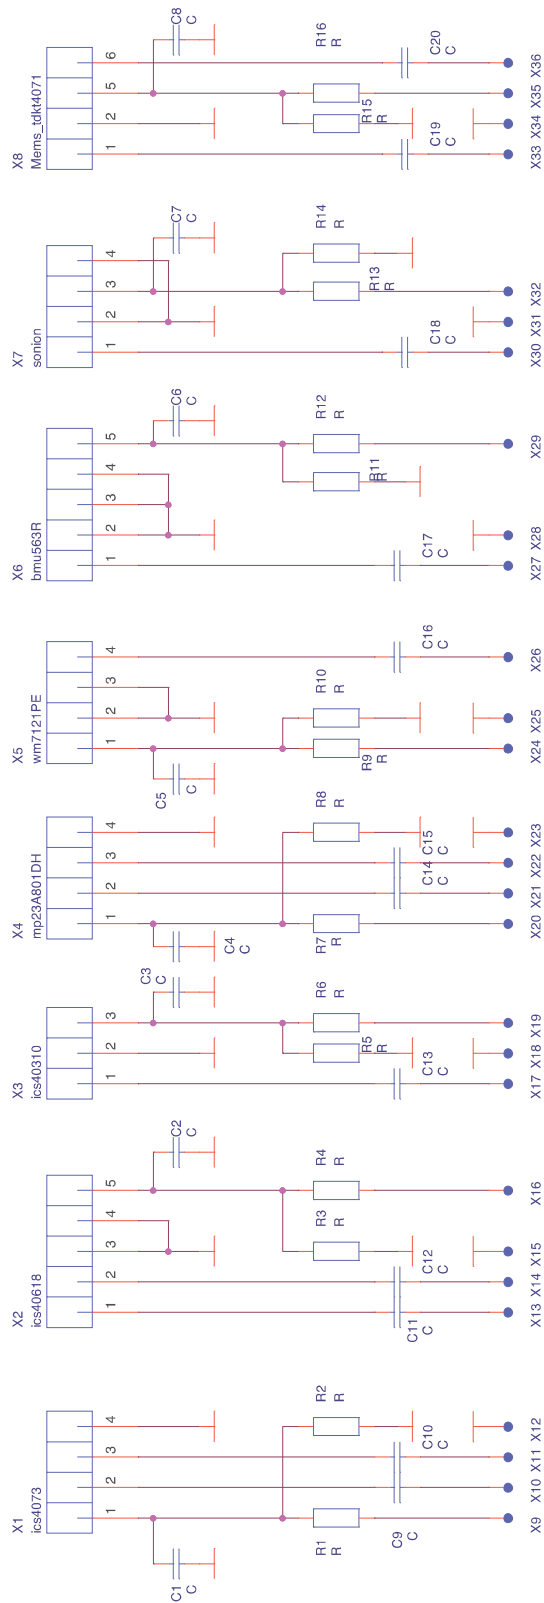 X8
Mems_tdkt4071
6
5
2
1
C8
C
R16
R
R15
R
C20
C
C19
C
X36
X35
X34
X33
X7
sonion
4
3
2
1
C7
C
R14
R
R13
R
C18
C
X32
X31
X30
X6
bmu563R
5
4
3
2
1
C6
C
R12
R
R11
R
C17
C
X29
X28
X27
X5
wm7121PE
4
3
2
1
C5
C
R10
R
R9
R
C16
C
X26
X25
X24
X4
mp23A801DH
4
3
2
1
C4
C
R8
R
R7
R
C15
C
C14
C
X23
X22
X21
X20
X3
ics40310
3
2
1
C3
C
R6
R
R5
R
C13
C
X19
X18
X17
X2
ics40618
5
4
3
2
1
C2
C
R4
R
R3
R
C12
C
C11
C
X16
X15
X14
X13
X1
ics4073
4
3
2
1
C1
C
R2
R
R1
R
C10
C
C9
C
X12
X11
X10
X9